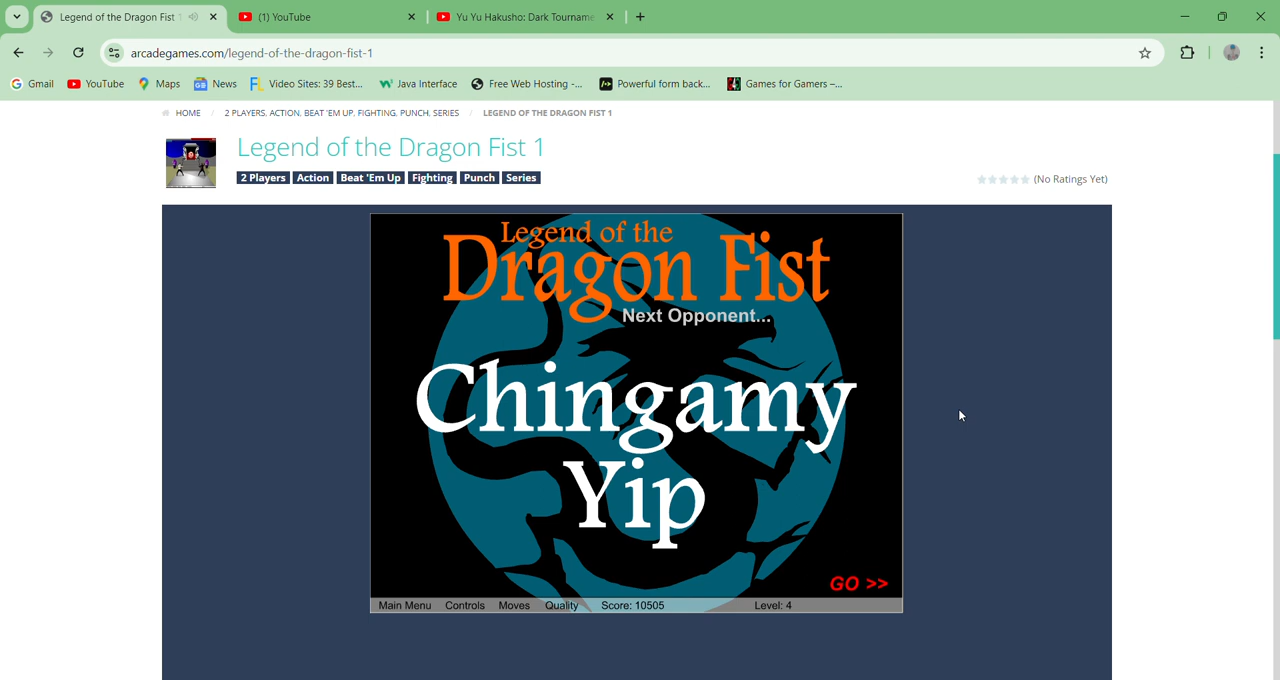 Legend of the Dragon Fist 1
(1) YouTube
Yu Yu Hakusho: Dark Tourname
arcadegames.com/legend-of-the-dragon-fist-1
Gmail YouTube Maps News Video Sites: 39 Best... Java Interface Free Web Hosting -... Powerful form back... Games for Gamers –...
HOME / 2 PLAYERS, ACTION, BEAT 'EM UP, FIGHTING, PUNCH, SERIES / LEGEND OF THE DRAGON FIST 1
Legend of the Dragon Fist 1
2 Players Action Beat 'Em Up Fighting Punch Series
(No Ratings Yet)
Legend of the
Dragon Fist
Next Opponent...
Chingamy
Yip
GO >>
Main Menu Controls Moves Quality Score: 10505 Level: 4